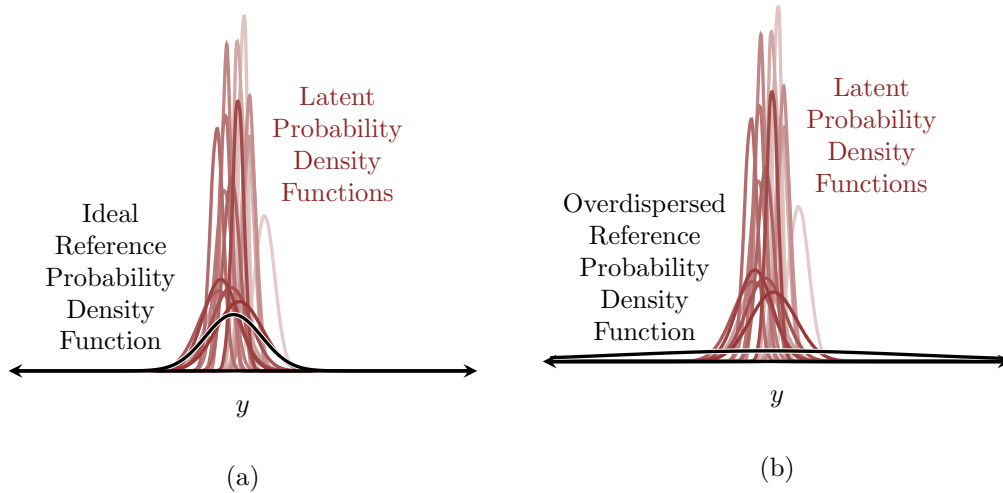 Latent
Probability
Density
Functions
Ideal
Reference
Probability
Density
Function
y
(a)
Latent
Probability
Density
Functions
Overdispersed
Reference
Probability
Density
Function
y
(b)